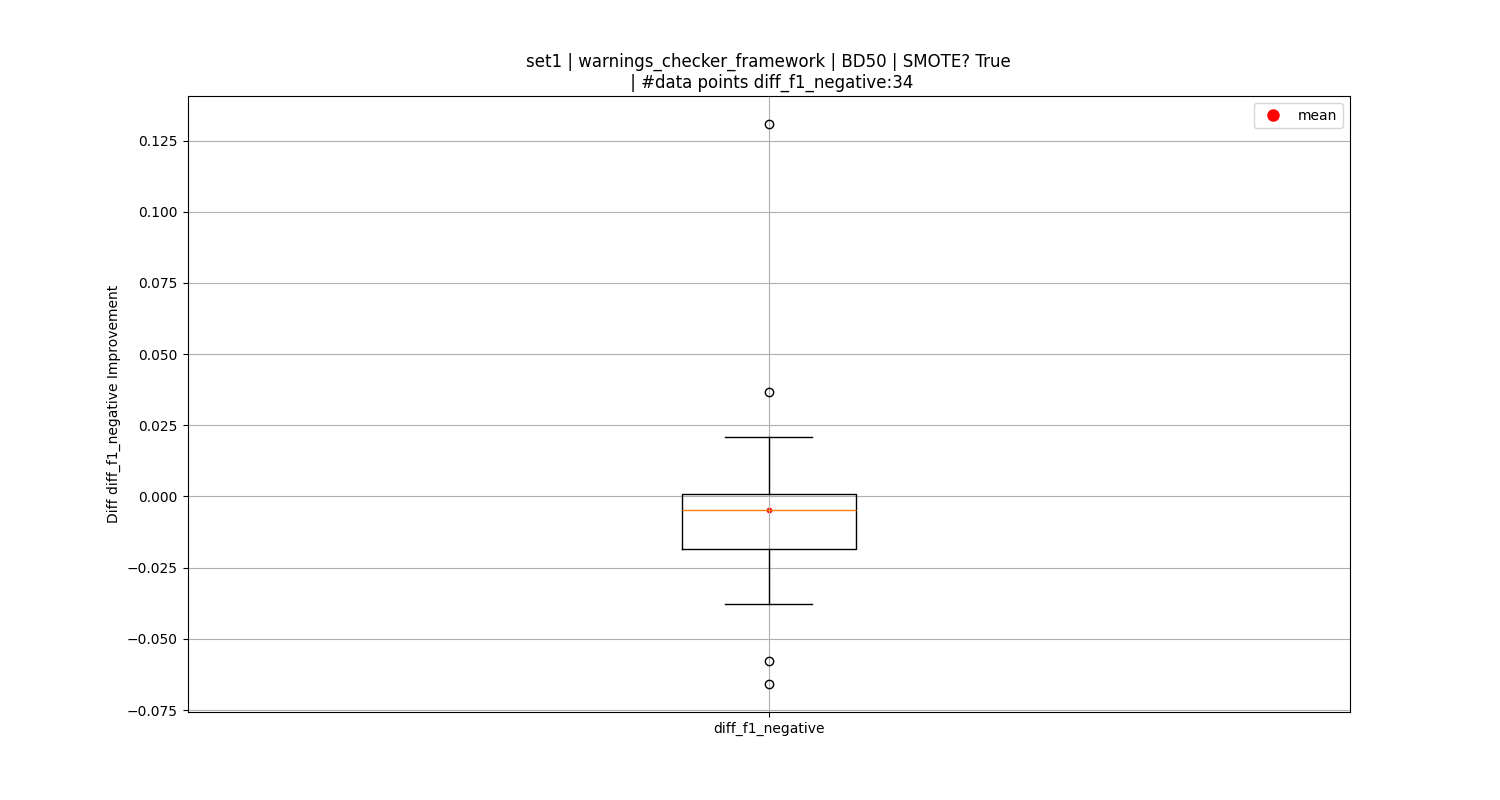 set1 | warnings_checker_framework | BD50 | SMOTE? True
| #data points diff_f1_negative:34
mean
0.125
0.100
0.075
0.050
0.025
0.000
−0.025
−0.050
−0.075
Diff diff_f1_negative Improvement
diff_f1_negative